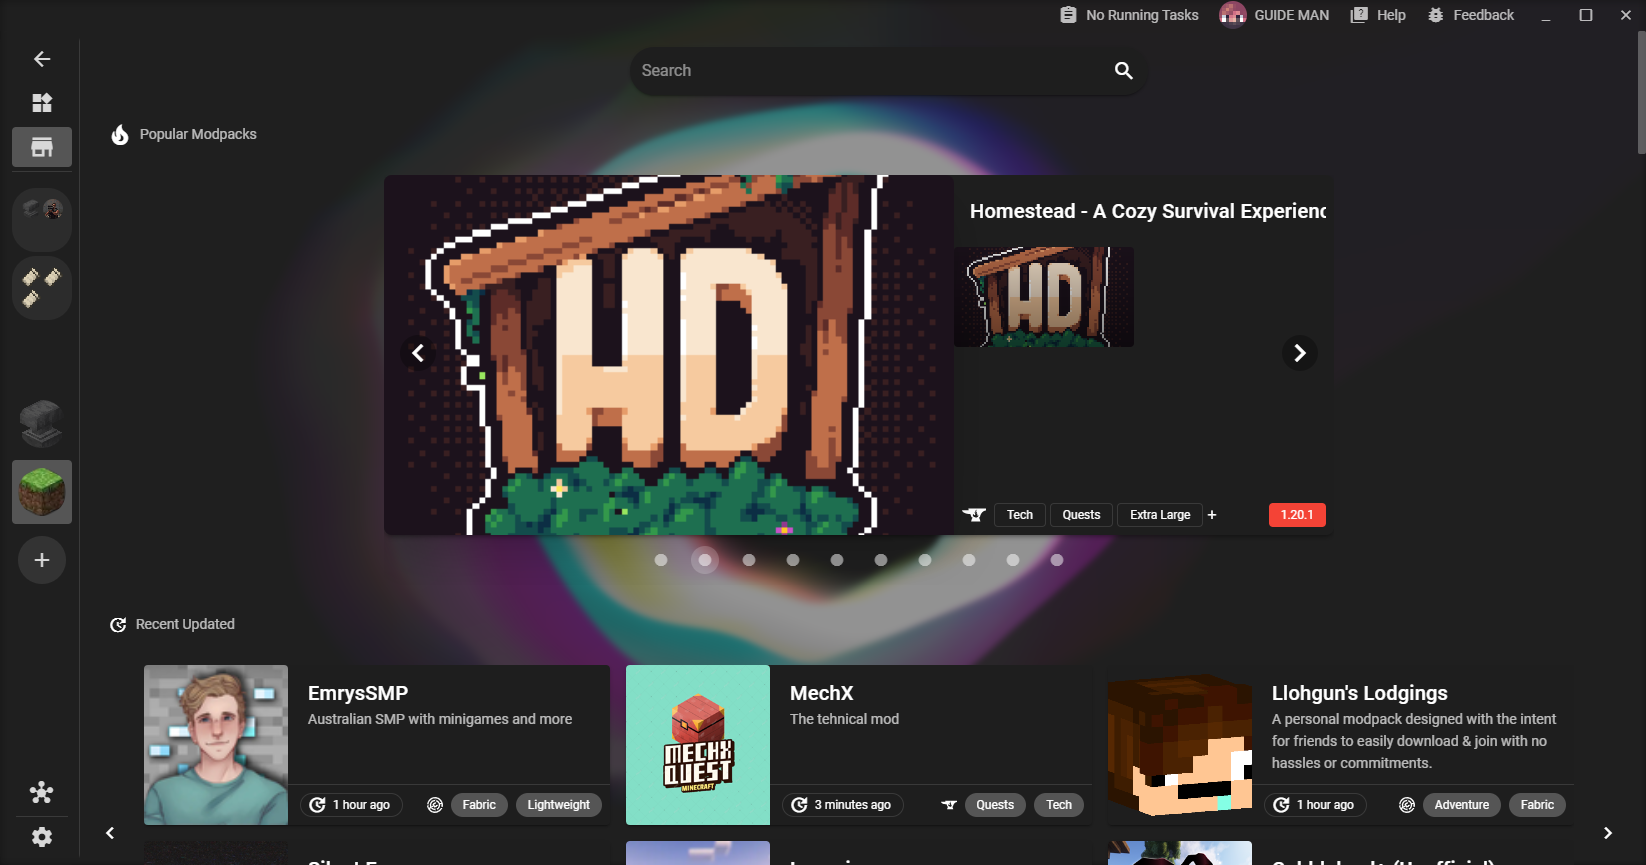 No Running Tasks
GUIDE MAN
Help
Feedback
Search
Popular Modpacks
HD
Homestead - A Cozy Survival Experienc
HD
Tech
Quests
Extra Large
+
1.20.1
Recent Updated
EmrysSMP
Australian SMP with minigames and more
1 hour ago
Fabric
Lightweight
MECHX
QUEST
MINECRAFT
MechX
The tehnical mod
3 minutes ago
Quests
Tech
Llohgun's Lodgings
A personal modpack designed with the intent
for friends to easily download & join with no
hassles or commitments.
1 hour ago
Adventure
Fabric